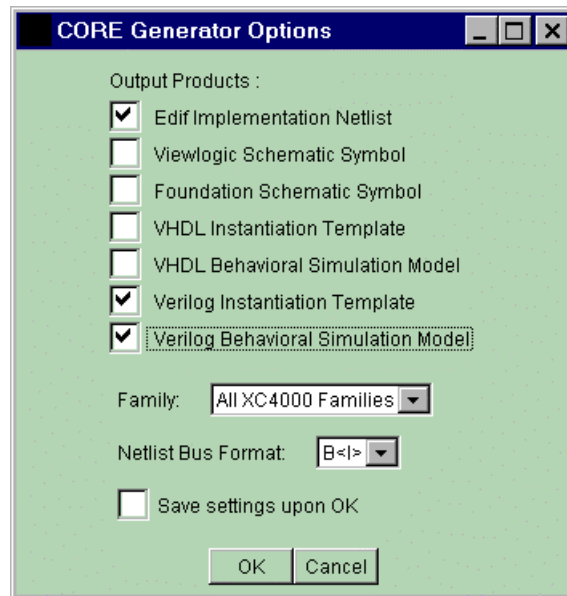 CORE Generator Options
Output Products :
Edif Implementation Netlist
Viewlogic Schematic Symbol
Foundation Schematic Symbol
VHDL Instantiation Template
VHDL Behavioral Simulation Model
Verilog Instantiation Template
Verilog Behavioral Simulation Model
Family: All XC4000 Families
Netlist Bus Format: B<I>
Save settings upon OK
OK Cancel